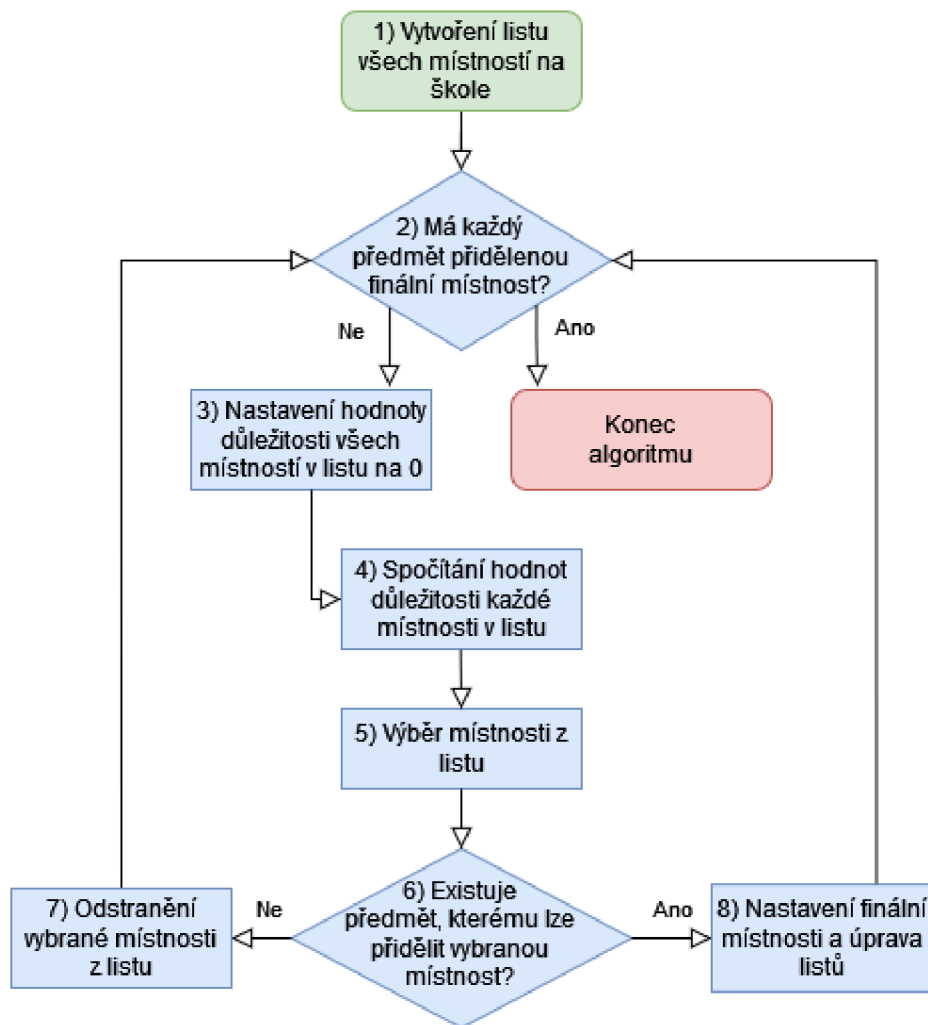 1) Vytvoření listu
všech místností na
škole
2) Má každý
předmět přidělenou
finální místnost?
Ne
Ano
3) Nastavení hodnoty
důležitosti všech
místností v listu na 0
Konec
algoritmu
4) Spočítání hodnot
důležitosti každé
místnosti v listu
5) Výběr místnosti z
listu
6) Existuje
předmět, kterému lze
přidělit vybranou
místnost?
Ne
Ano
7) Odstranění
vybrané místnosti
z listu
8) Nastavení finální
místnosti a úprava
listů